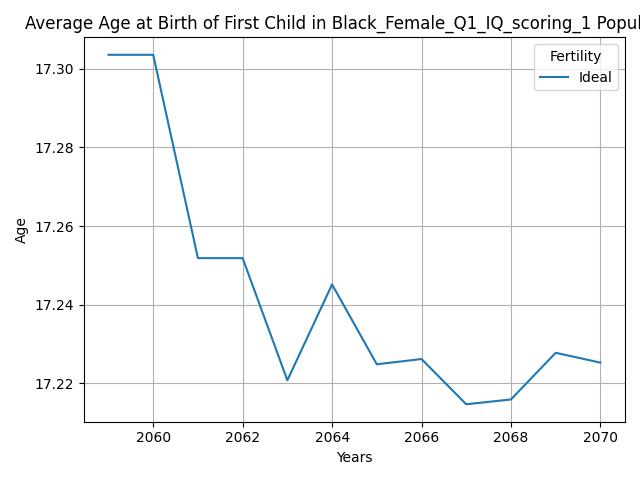 Average Age at Birth of First Child in Black_Female_Q1_IQ_scoring_1 Popul
Fertility
Ideal
17.30
17.28
17.26
17.24
17.22
Age
2060 2062 2064 2066 2068 2070
Years